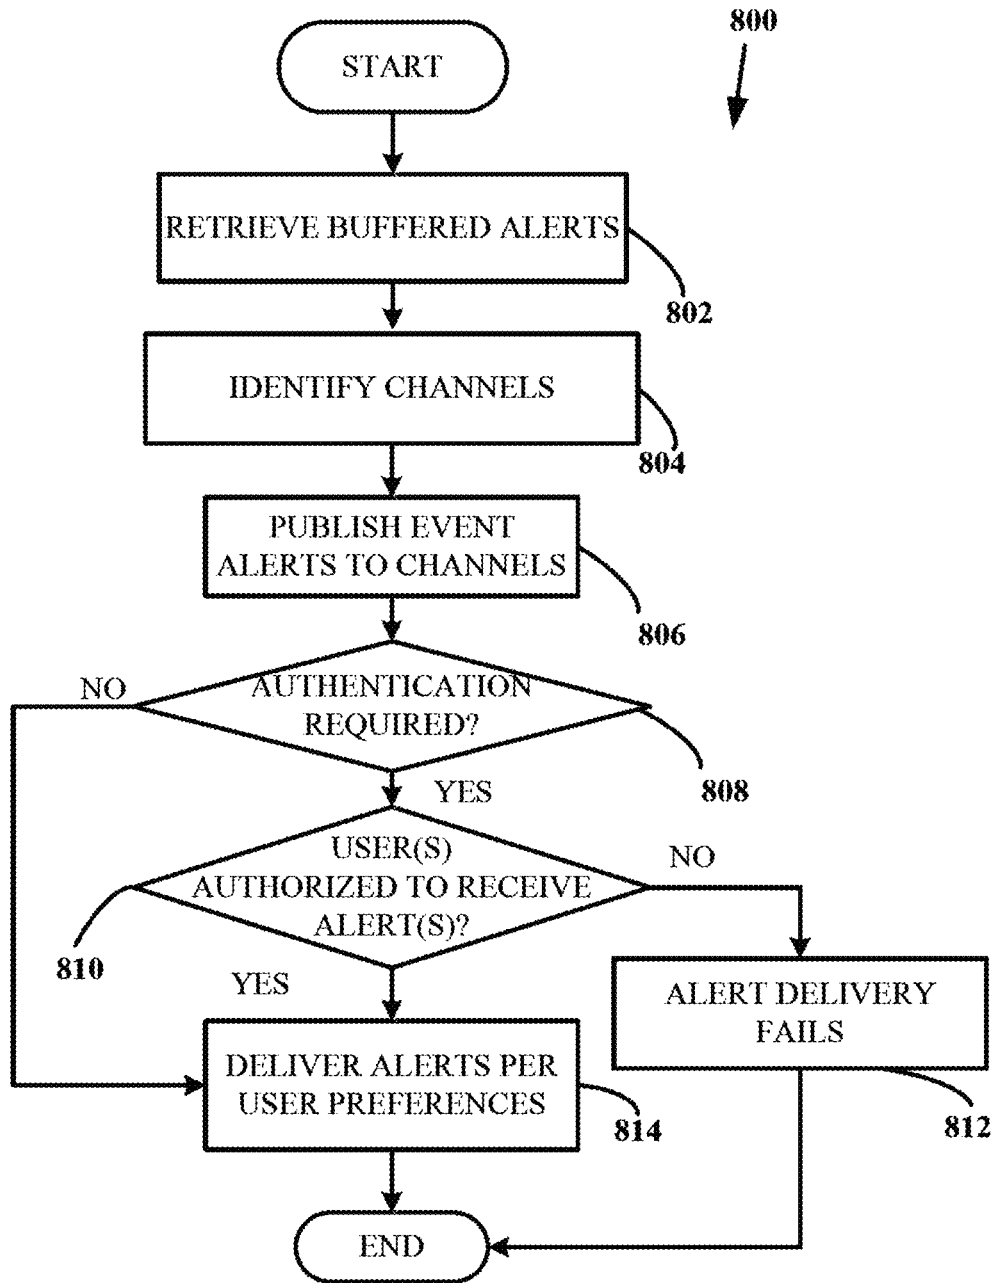 800
START
RETRIEVE BUFFERED ALERTS
802
IDENTIFY CHANNELS
804
PUBLISH EVENT
ALERTS TO CHANNELS
806
NO
AUTHENTICATION
REQUIRED?
808
YES
USER(S)
AUTHORIZED TO RECEIVE
ALERT(S)?
NO
810
YES
ALERT DELIVERY
FAILS
812
DELIVER ALERTS PER
USER PREFERENCES
814
END